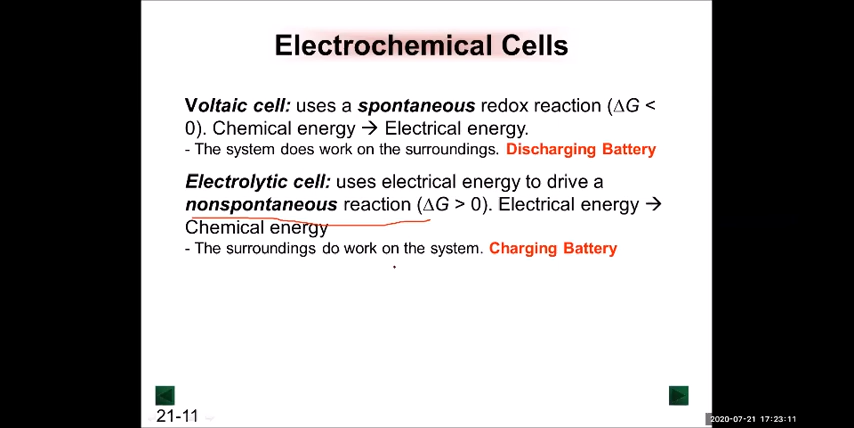 Electrochemical Cells
Voltaic cell: uses a spontaneous redox reaction (ΔG <
0). Chemical energy → Electrical energy.
- The system does work on the surroundings. Discharging Battery
Electrolytic cell: uses electrical energy to drive a
nonspontaneous reaction (ΔG > 0). Electrical energy →
Chemical energy
- The surroundings do work on the system. Charging Battery
21-11
2020-07-21 17:23:11